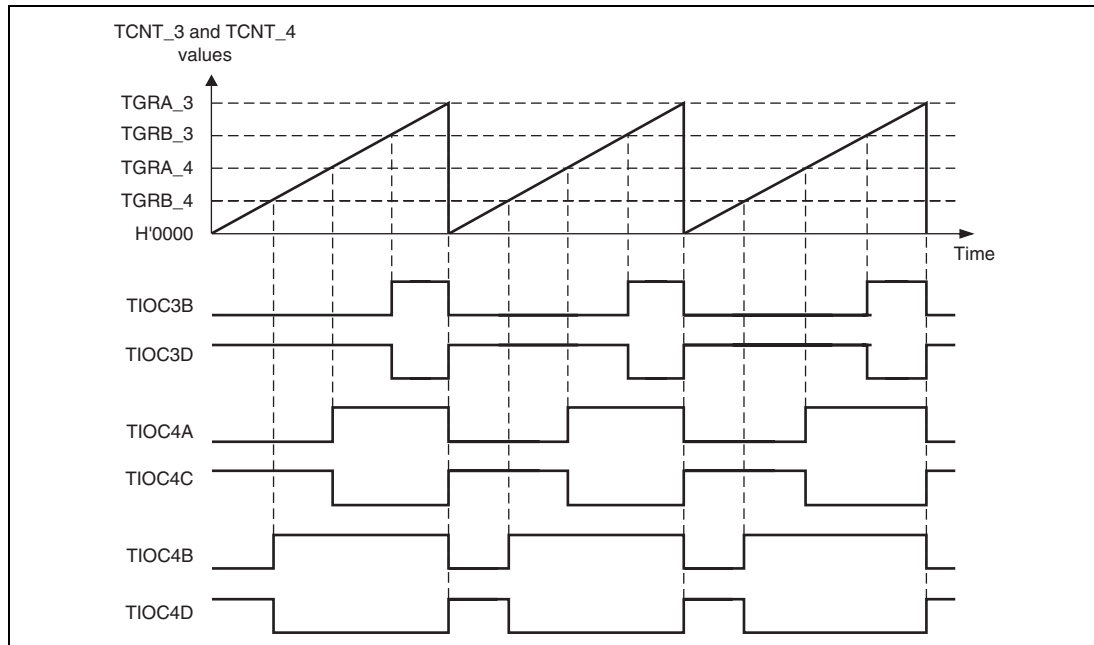 TCNT_3 and TCNT_4
values
TGRA_3
TGRB_3
TGRA_4
TGRB_4
H'0000
Time
TIOC3B
TIOC3D
TIOC4A
TIOC4C
TIOC4B
TIOC4D